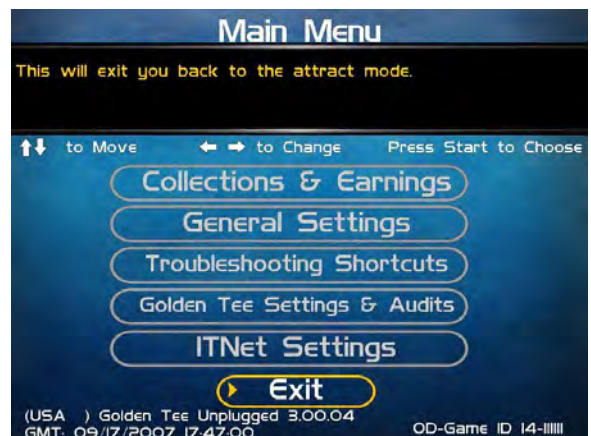 Main Menu
This will exit you back to the attract mode.
to Move to Change Press Start to Choose
Collections & Earnings
General Settings
Troubleshooting Shortcuts
Golden Tee Settings & Audits
ITNet Settings
Exit
(USA ) Golden Tee Unplugged 3.00.04
GMT: 09/17/2007 17:47:00 OD-Game ID 14-111111